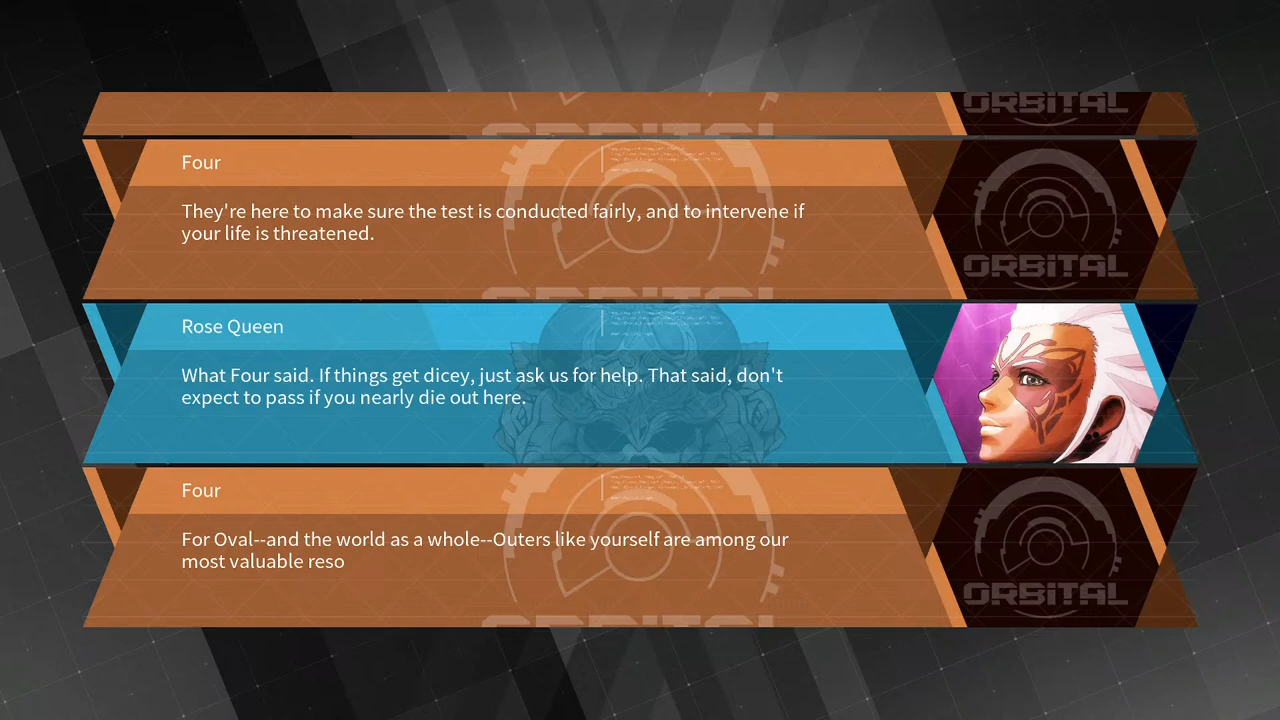 ORBITAL
ORBITAL
Four
They're here to make sure the test is conducted fairly, and to intervene if
your life is threatened.
ORBITAL
ORBITAL
Rose Queen
What Four said. If things get dicey, just ask us for help. That said, don't
expect to pass if you nearly die out here.
Four
For Oval--and the world as a whole--Outers like yourself are among our
most valuable reso
ORBITAL
ORBITAL